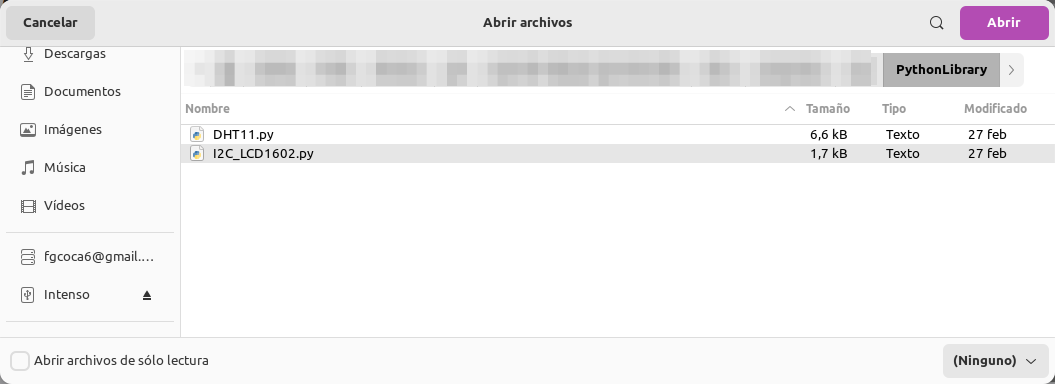 Cancelar Abrir archivos Abrir
Descargas
Documentos
Imágenes
Música
Vídeos
fgcoca6@gmail....
Intenso
PythonLibrary
Nombre Tamaño Tipo Modificado
DHT11.py 6,6 kB Texto 27 feb
I2C_LCD1602.py 1,7 kB Texto 27 feb
Abrir archivos de sólo lectura (Ninguno)